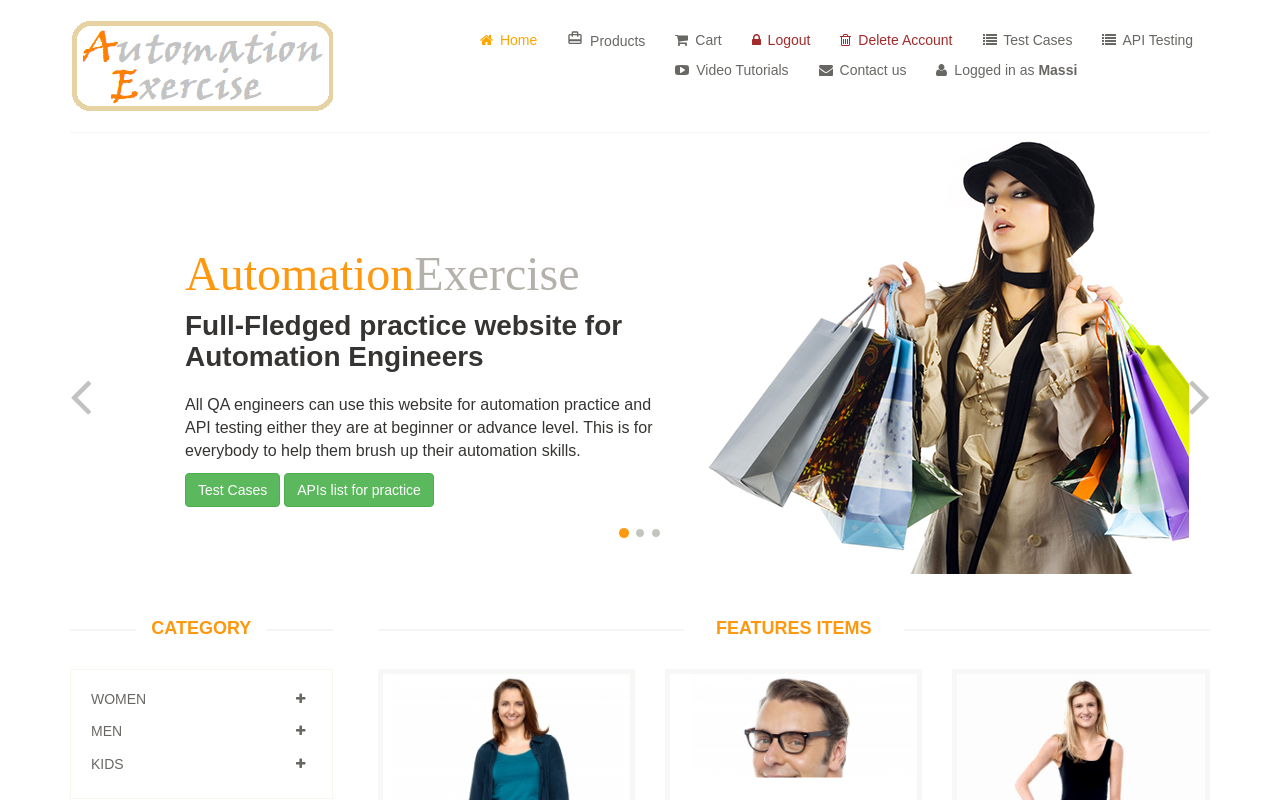 Automation
Exercise
Home Products Cart Logout Delete Account Test Cases API Testing
Video Tutorials Contact us Logged in as Massi
AutomationExercise
Full-Fledged practice website for
Automation Engineers
All QA engineers can use this website for automation practice and
API testing either they are at beginner or advance level. This is for
everybody to help them brush up their automation skills.
Test Cases APIs list for practice
CATEGORY
WOMEN
MEN
KIDS
FEATURES ITEMS